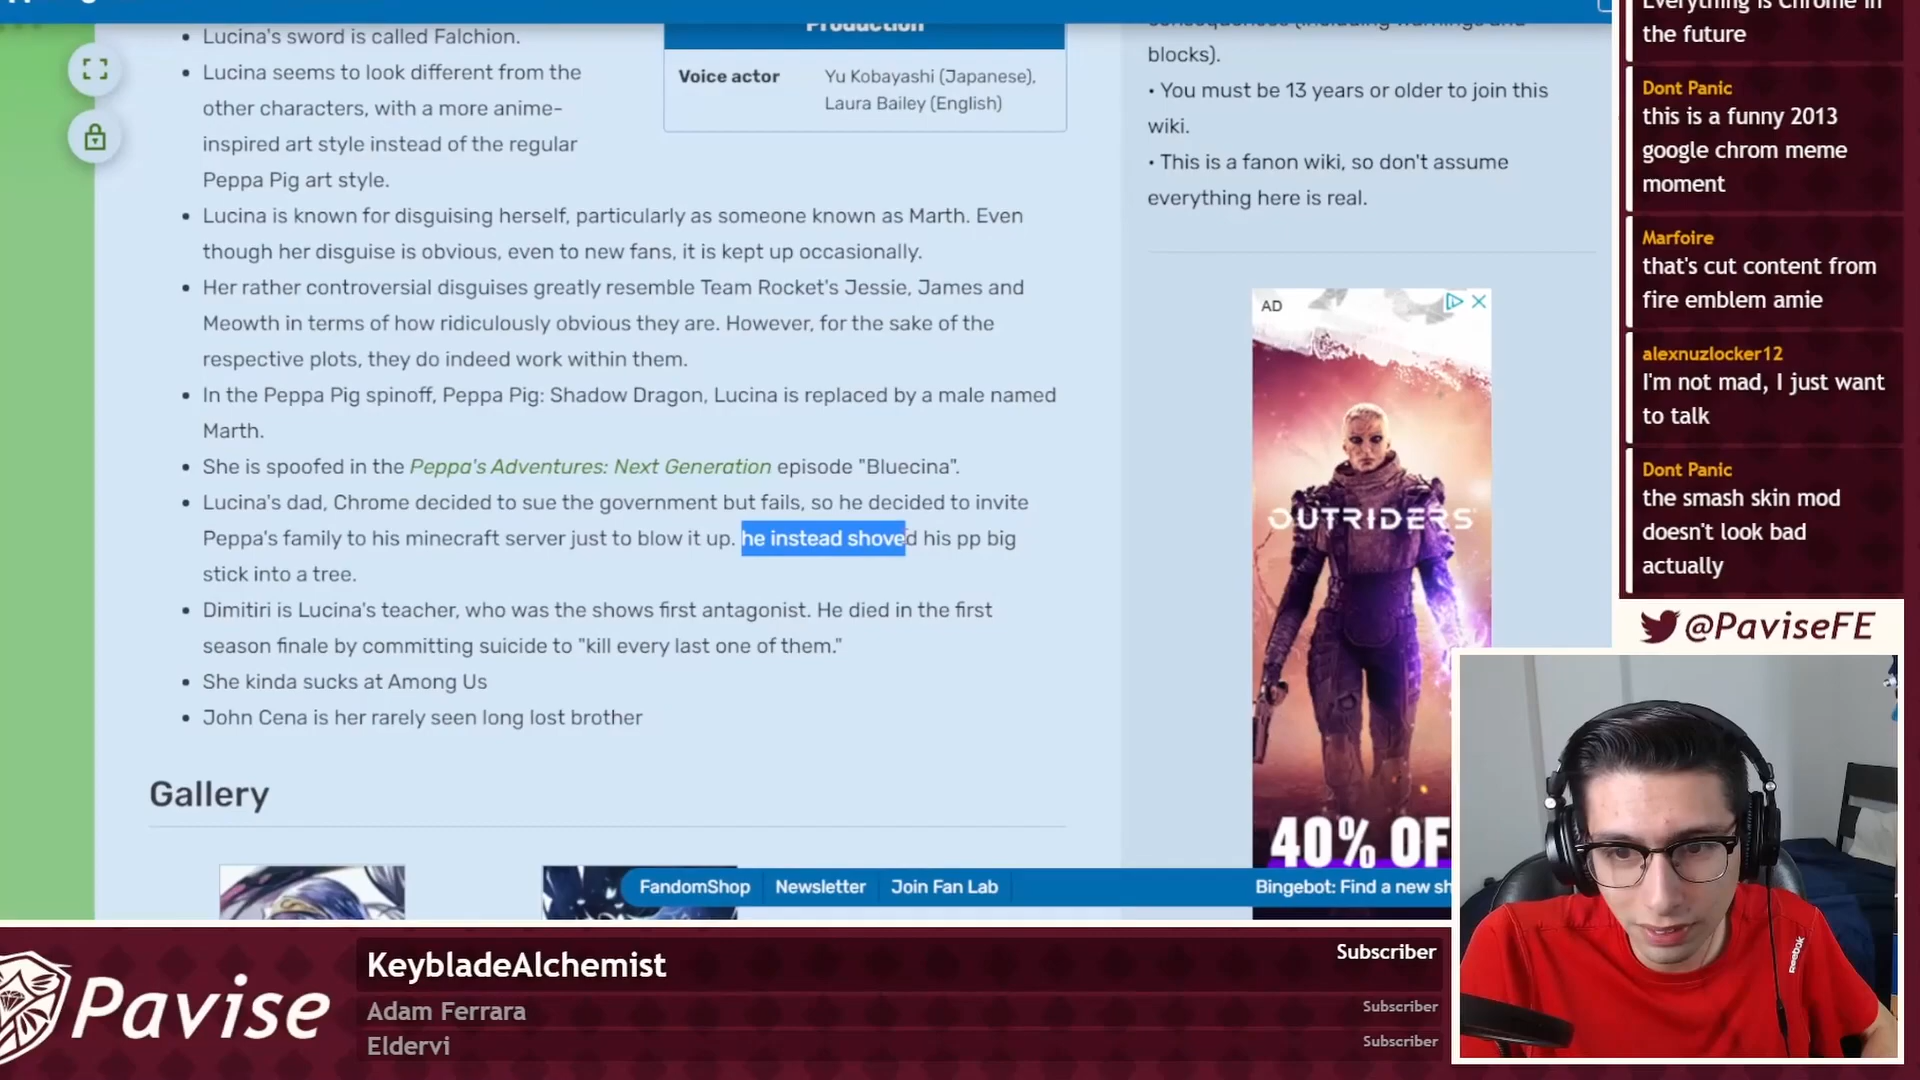 Lucina's sword is called Falchion.
Lucina seems to look different from the
other characters, with a more anime-
inspired art style instead of the regular
Peppa Pig art style.
Production
Voice actor
Yu Kobayashi (Japanese),
Laura Bailey (English)
Lucina is known for disguising herself, particularly as someone known as Marth. Even
though her disguise is obvious, even to new fans, it is kept up occasionally.
Her rather controversial disguises greatly resemble Team Rocket's Jessie, James and
Meowth in terms of how ridiculously obvious they are. However, for the sake of the
respective plots, they do indeed work within them.
In the Peppa Pig spinoff, Peppa Pig: Shadow Dragon, Lucina is replaced by a male named
Marth.
She is spoofed in the Peppa's Adventures: Next Generation episode "Bluecina".
Lucina's dad, Chrome decided to sue the government but fails, so he decided to invite
Peppa's family to his minecraft server just to blow it up. he instead shoved his pp big
stick into a tree.
Dimitiri is Lucina's teacher, who was the shows first antagonist. He died in the first
season finale by committing suicide to "kill every last one of them."
She kinda sucks at Among Us
John Cena is her rarely seen long lost brother
Gallery
consequences (including warnings and
blocks).
• You must be 13 years or older to join this
wiki.
• This is a fanon wiki, so don't assume
everything here is real.
AD
OUTRIDERS
40% OF
FandomShop
Newsletter
Join Fan Lab
Bingebot: Find a new sh
Everything is Chrome in
the future
Dont Panic
this is a funny 2013
google chrom meme
moment
Marfoire
that's cut content from
fire emblem amie
alexnuzlocker12
I'm not mad, I just want
to talk
Dont Panic
the smash skin mod
doesn't look bad
actually
@PaviseFE
Reebok
Pavise
KeybladeAlchemist
Subscriber
Adam Ferrara
Subscriber
Eldervi
Subscriber